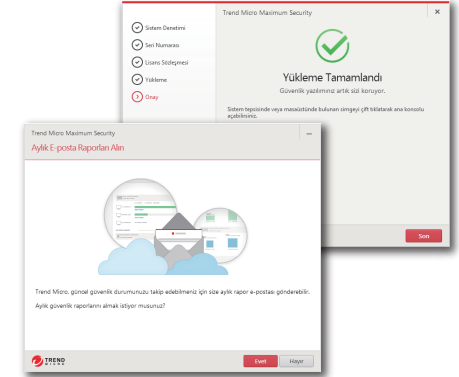 Trend Micro Maximum Security
Sistem Denetimi
Seri Numarası
Lisans Sözleşmesi
Yükleme
Onay
Yükleme Tamamlandı
Güvenlik yazılımınız artık sizi koruyor.
Sistem tepsisinde veya masaüstünde bulunan simgeyi çift tıklatarak ana konsolu
açabilirsiniz.
Son
Trend Micro Maximum Security
Aylık E-posta Raporları Alın
Trend Micro, güncel güvenlik durumunuzu takip edebilmeniz için size aylık rapor e-postası gönderebilir.
Aylık güvenlik raporlarını almak istiyor musunuz?
TREND
MICRO
Evet
Hayır